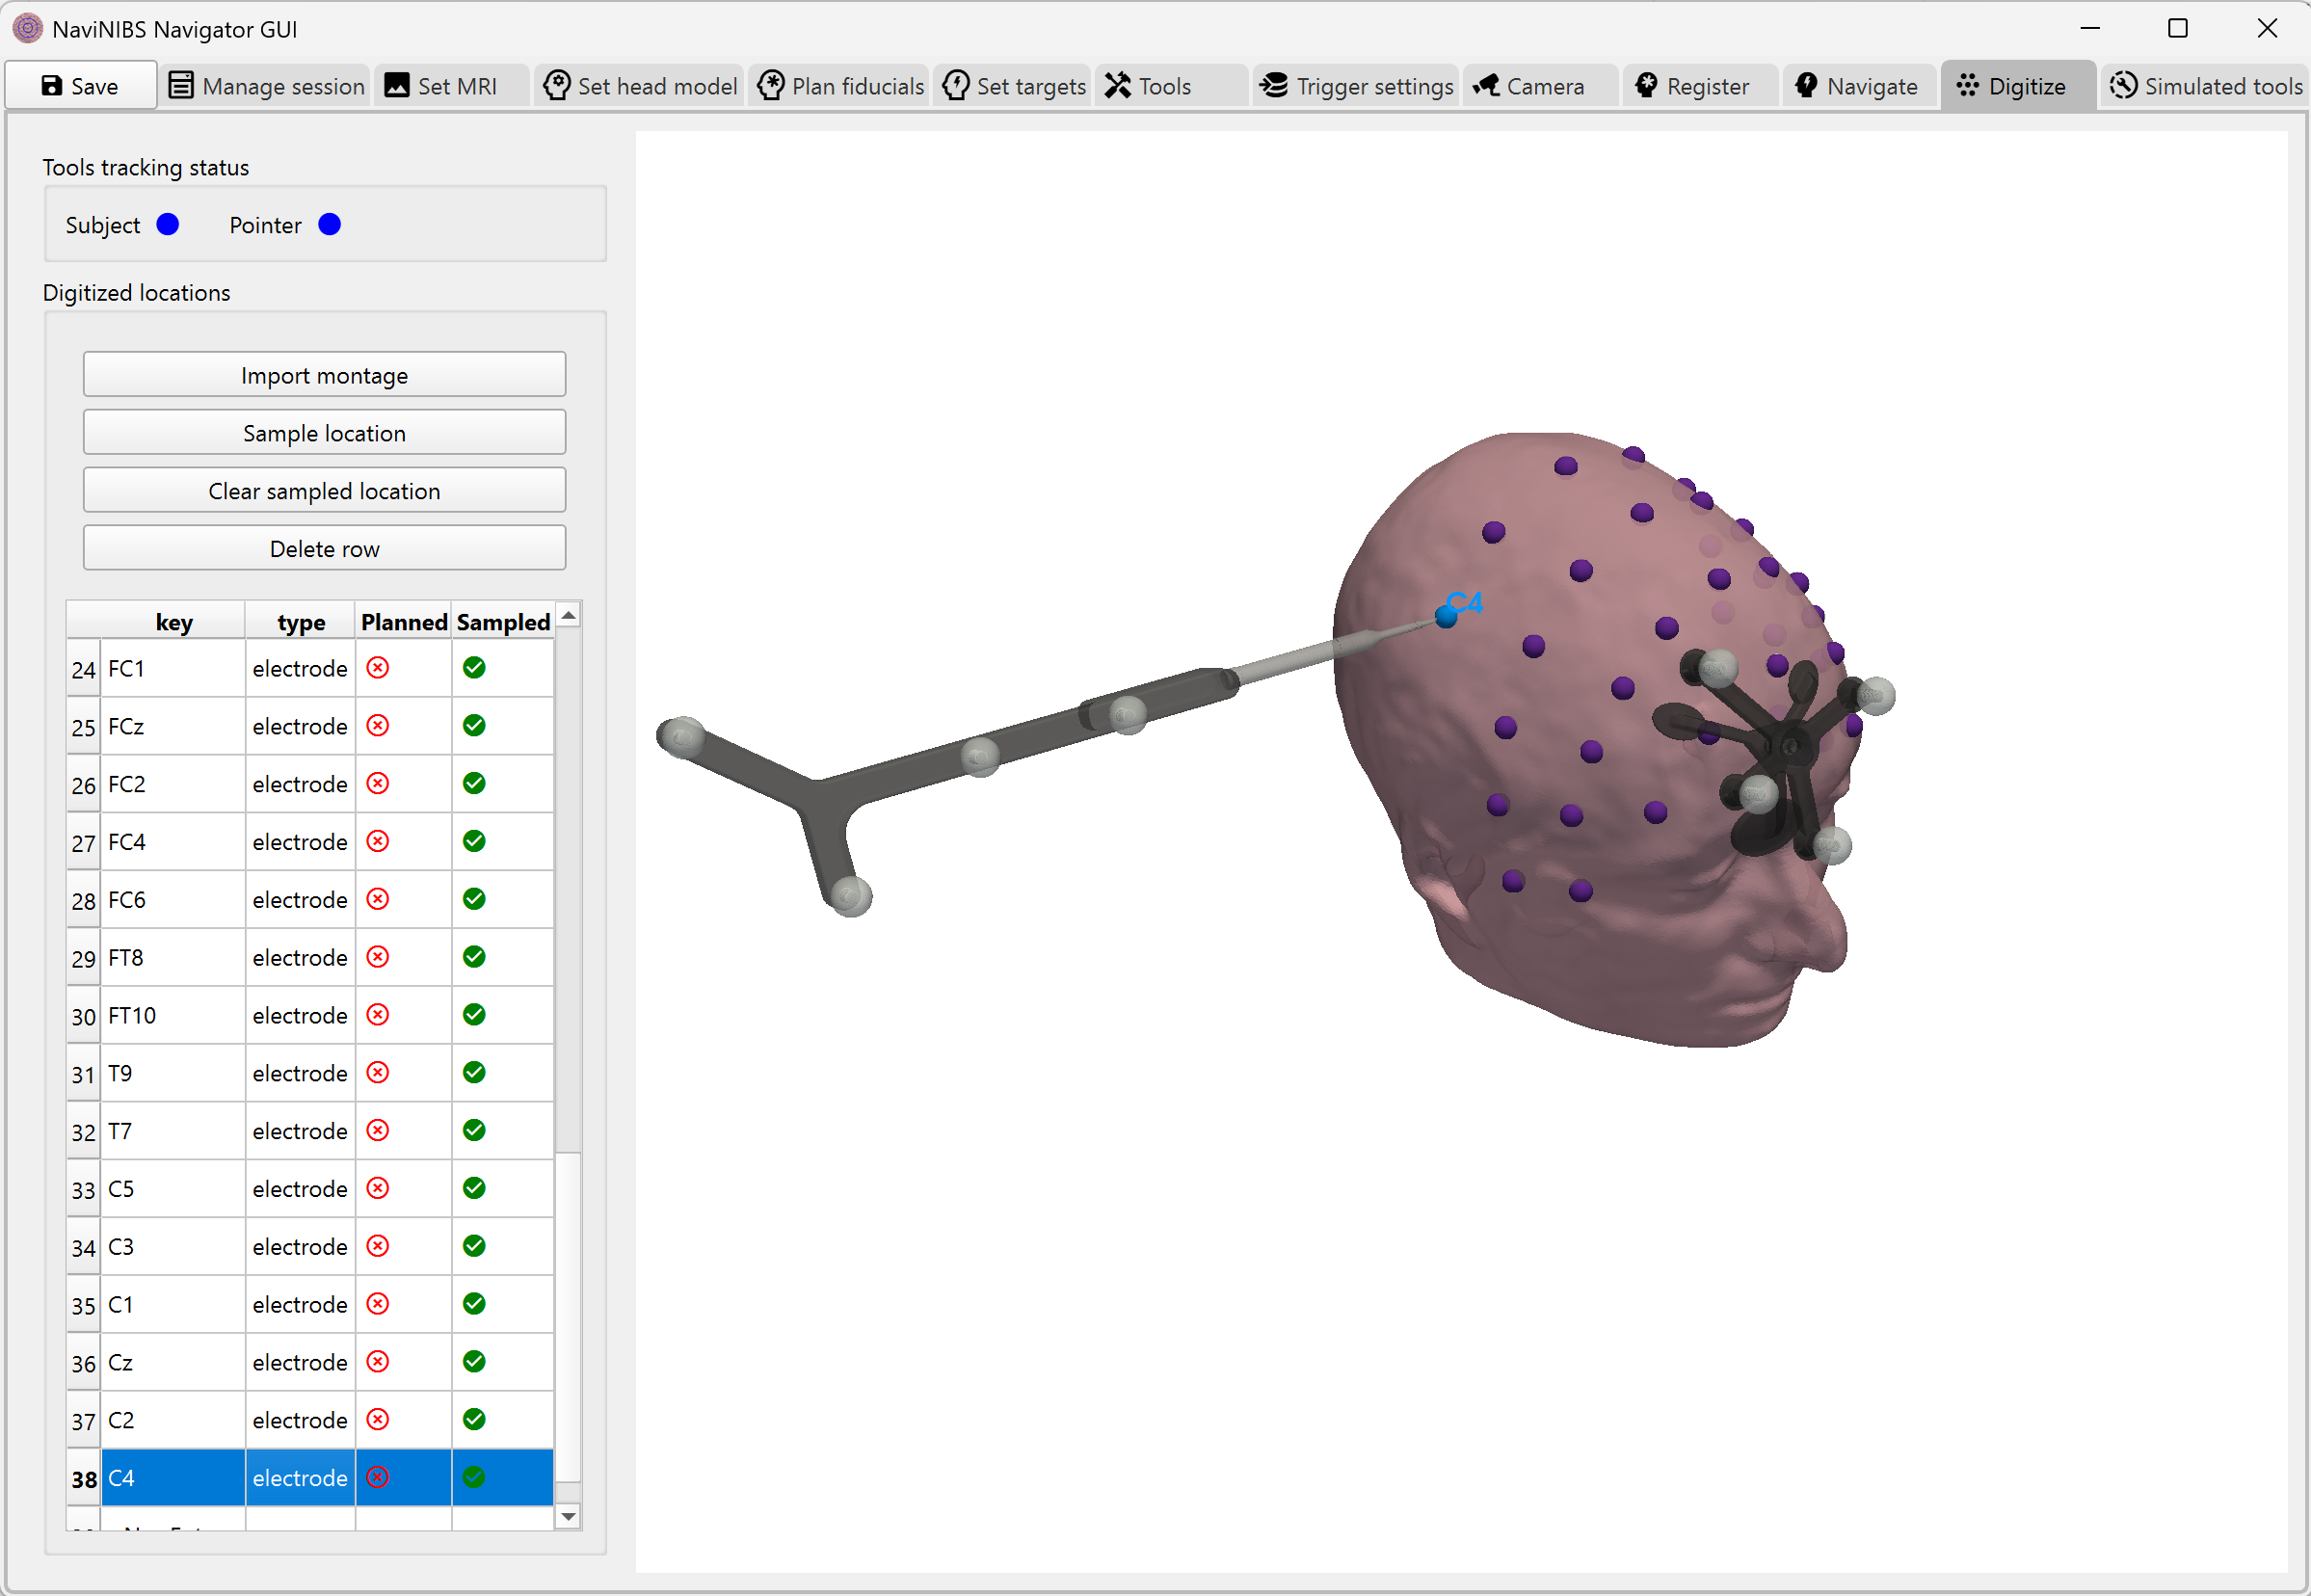 NaviNIBS Navigator GUI
Save Manage session Set MRI Set head model Plan fiducials Set targets Tools Trigger settings Camera Register Navigate Digitize Simulated tools
Tools tracking status
Subject Pointer
Digitized locations
Import montage
Sample location
Clear sampled location
Delete row
key type Planned Sampled
24 FC1 electrode
25 FCz electrode
26 FC2 electrode
27 FC4 electrode
28 FC6 electrode
29 FT8 electrode
30 FT10 electrode
31 T9 electrode
32 T7 electrode
33 C5 electrode
34 C3 electrode
35 C1 electrode
36 Cz electrode
37 C2 electrode
38 C4 electrode
C4